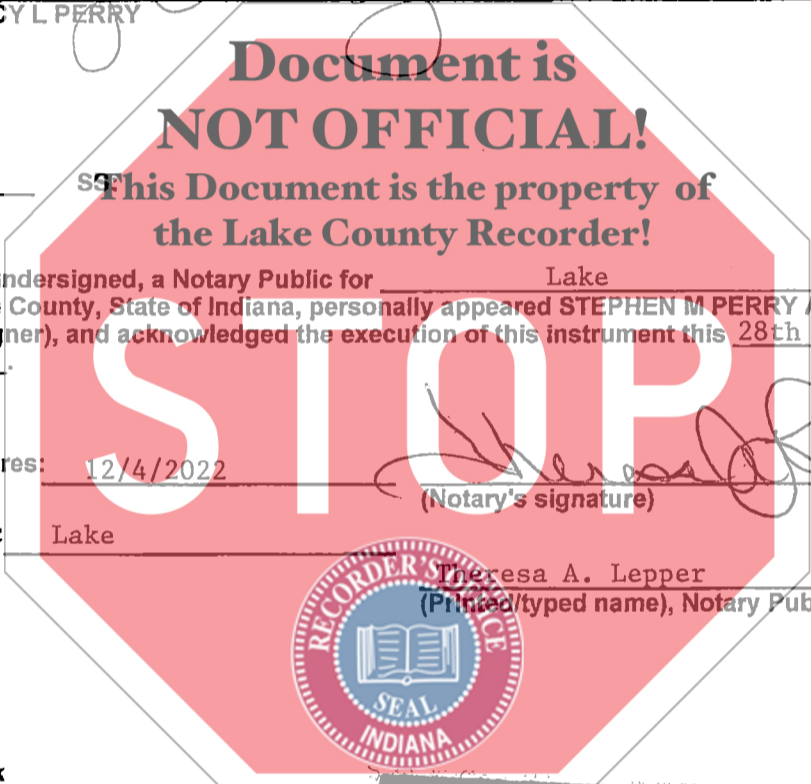 CY L PERRY
Document is
NOT OFFICIAL!
SS
This Document is the property of
the Lake County Recorder!
ndersigned, a Notary Public for Lake
County, State of Indiana, personally appeared STEPHEN M PERRY
ner), and acknowledged the execution of this instrument this 28th
STOP
res: 12/4/2022
(Notary's signature)
Lake
Theresa A. Lepper
(Printed/typed name), Notary Pub
RECORDER'S OFFICE
SEAL
INDIANA